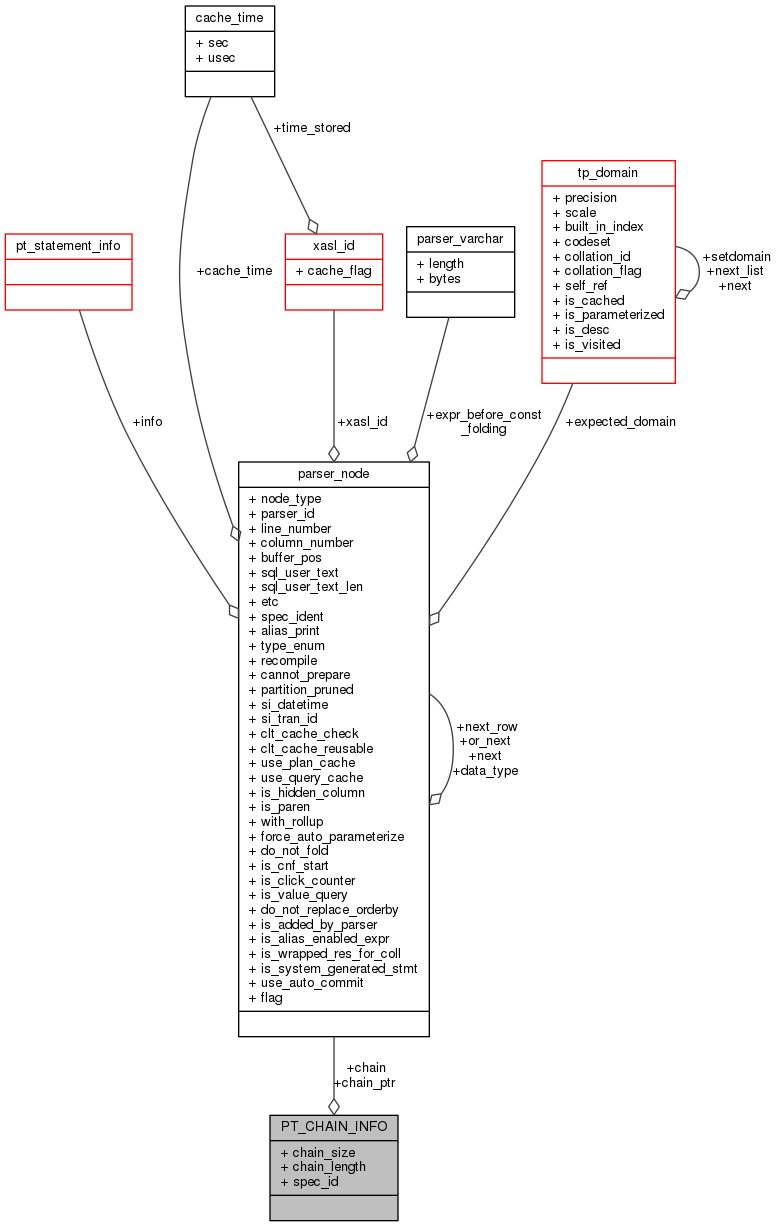 cache_time
+ sec
+ usec
+time_stored
tp_domain
+ precision
+ scale
+ built_in_index
+ codeset
+ collation_id
+ collation_flag
+ self_ref
+ is_cached
+ is_parameterized
+ is_desc
+ is_visited
+setdomain
+next_list
+next
pt_statement_info
+cache_time
xasl_id
+ cache_flag
parser_varchar
+ length
+ bytes
+info
+xasl_id
+expr_before_const
_folding
+expected_domain
parser_node
+ node_type
+ parser_id
+ line_number
+ column_number
+ buffer_pos
+ sql_user_text
+ sql_user_text_len
+ etc
+ spec_ident
+ alias_print
+ type_enum
+ recompile
+ cannot_prepare
+ partition_pruned
+ si_datetime
+ si_tran_id
+ clt_cache_check
+ clt_cache_reusable
+ use_plan_cache
+ use_query_cache
+ is_hidden_column
+ is_paren
+ with_rollup
+ force_auto_parameterize
+ do_not_fold
+ is_cnf_start
+ is_click_counter
+ is_value_query
+ do_not_replace_orderby
+ is_added_by_parser
+ is_alias_enabled_expr
+ is_wrapped_res_for_coll
+ is_system_generated_stmt
+ use_auto_commit
+ flag
+next_row
+or_next
+next
+data_type
+chain
+chain_ptr
PT_CHAIN_INFO
+ chain_size
+ chain_length
+ spec_id